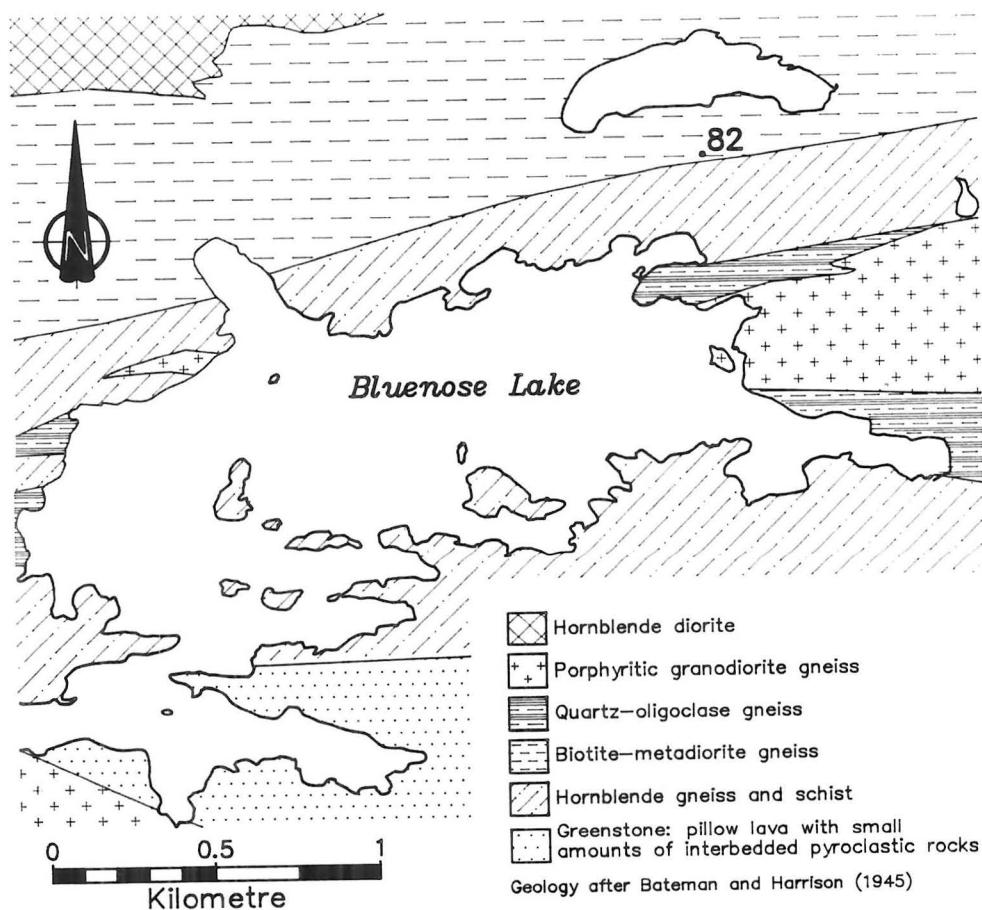 .82
N
Bluenose Lake
Hornblende diorite
Porphyritic granodiorite gneiss
Quartz-oligoclase gneiss
Biotite-metadiorite gneiss
Hornblende gneiss and schist
Greenstone: pillow lava with small
amounts of interbedded pyroclastic rocks
Geology after Bateman and Harrison (1945)
0 0.5 1
Kilometre